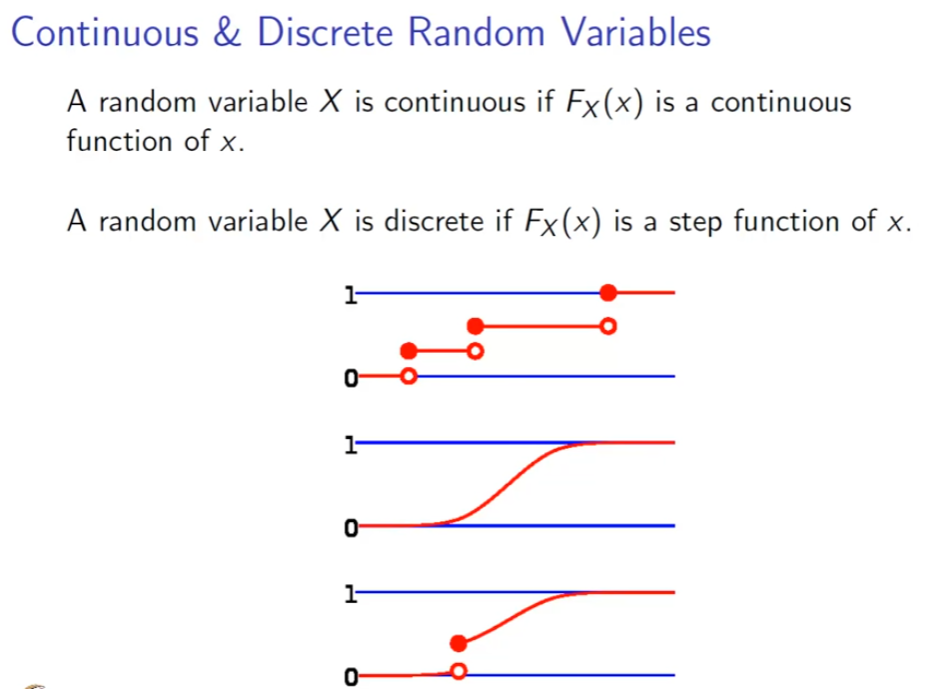 Continuous & Discrete Random Variables
A random variable X is continuous if F_X(x) is a continuous
function of x.
A random variable X is discrete if F_X(x) is a step function of x.
1
0
1
0
1
0